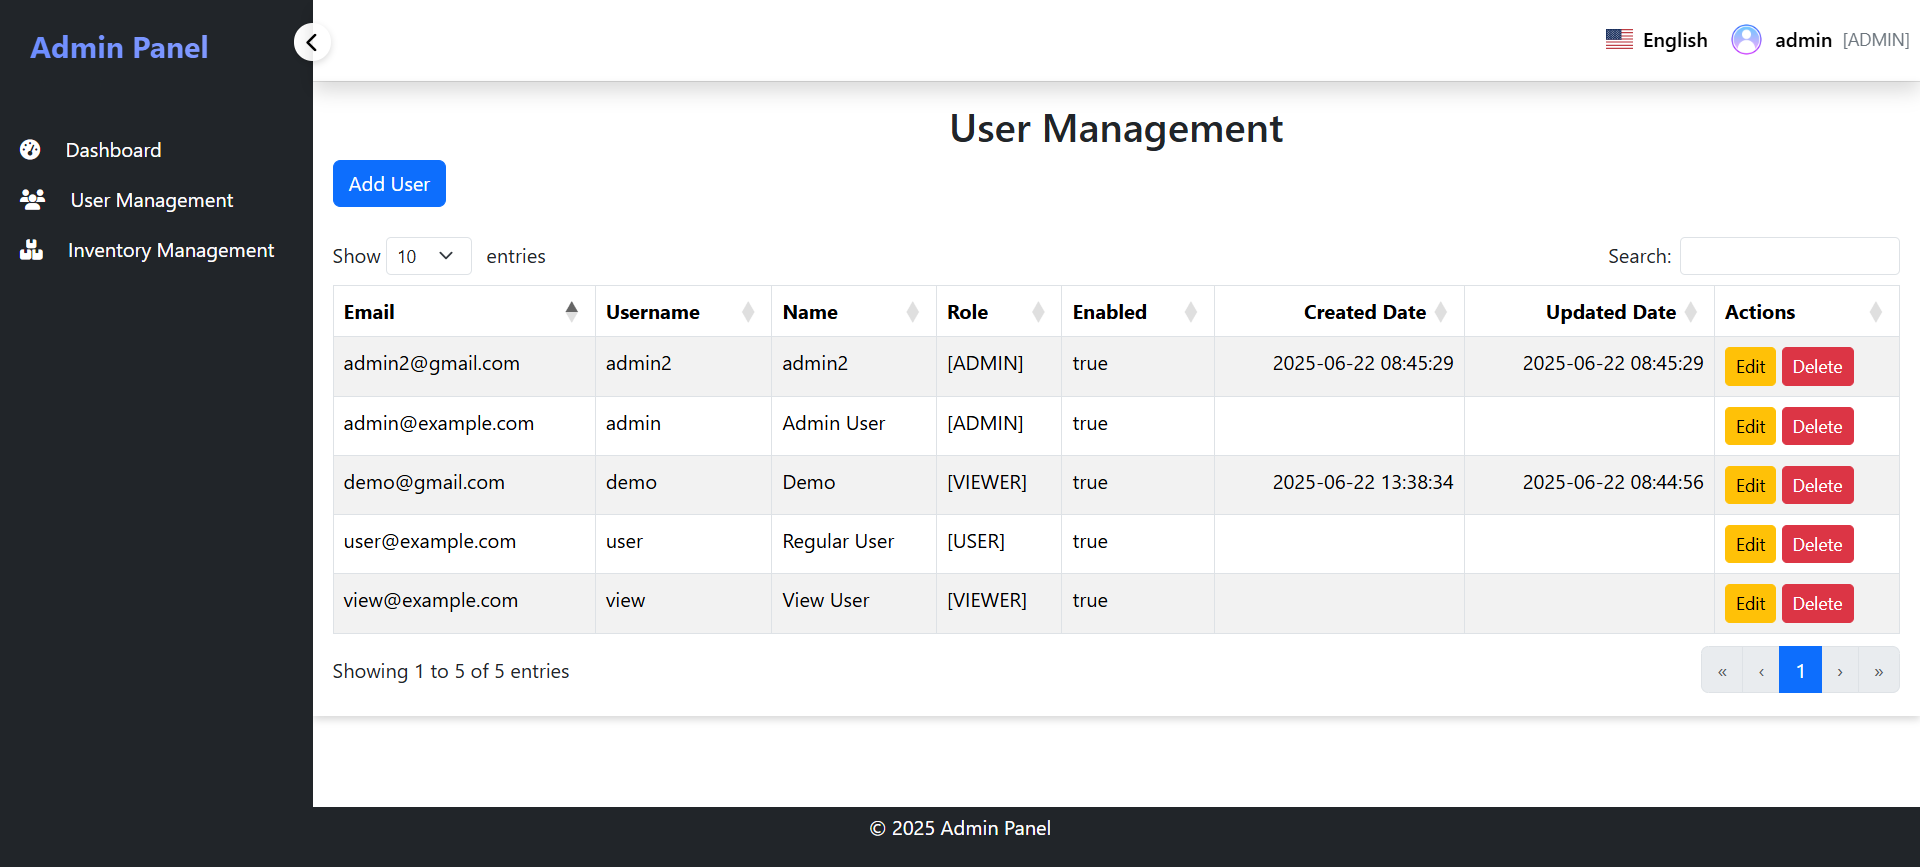 Admin Panel
English admin [ADMIN]
Dashboard
User Management
Inventory Management
User Management
Add User
Show 10 entries
Search:
Email Username Name Role Enabled Created Date Updated Date Actions
admin2@gmail.com admin2 admin2 [ADMIN] true 2025-06-22 08:45:29 2025-06-22 08:45:29 Edit Delete
admin@example.com admin Admin User [ADMIN] true Edit Delete
demo@gmail.com demo Demo [VIEWER] true 2025-06-22 13:38:34 2025-06-22 08:44:56 Edit Delete
user@example.com user Regular User [USER] true Edit Delete
view@example.com view View User [VIEWER] true Edit Delete
Showing 1 to 5 of 5 entries
« ‹ 1 › »
© 2025 Admin Panel